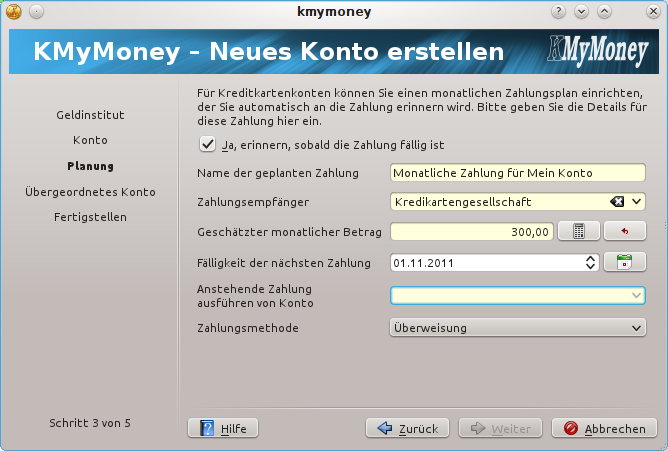 kmymoney
KMyMoney – Neues Konto erstellen
KMyMoney
Geldinstitut
Konto
Planung
Übergeordnetes Konto
Fertigstellen
Schritt 3 von 5
Für Kreditkartenkonten können Sie einen monatlichen Zahlungsplan einrichten,
der Sie automatisch an die Zahlung erinnern wird. Bitte geben Sie die Details für
diese Zahlung hier ein.
Ja, erinnern, sobald die Zahlung fällig ist
Name der geplanten Zahlung Monatliche Zahlung für Mein Konto
Zahlungsempfänger Kredikartengesellschaft
Geschätzter monatlicher Betrag 300,00
Fälligkeit der nächsten Zahlung 01.11.2011
Anstehende Zahlung
ausführen von Konto
Zahlungsmethode Überweisung
Hilfe Zurück Weiter Abbrechen